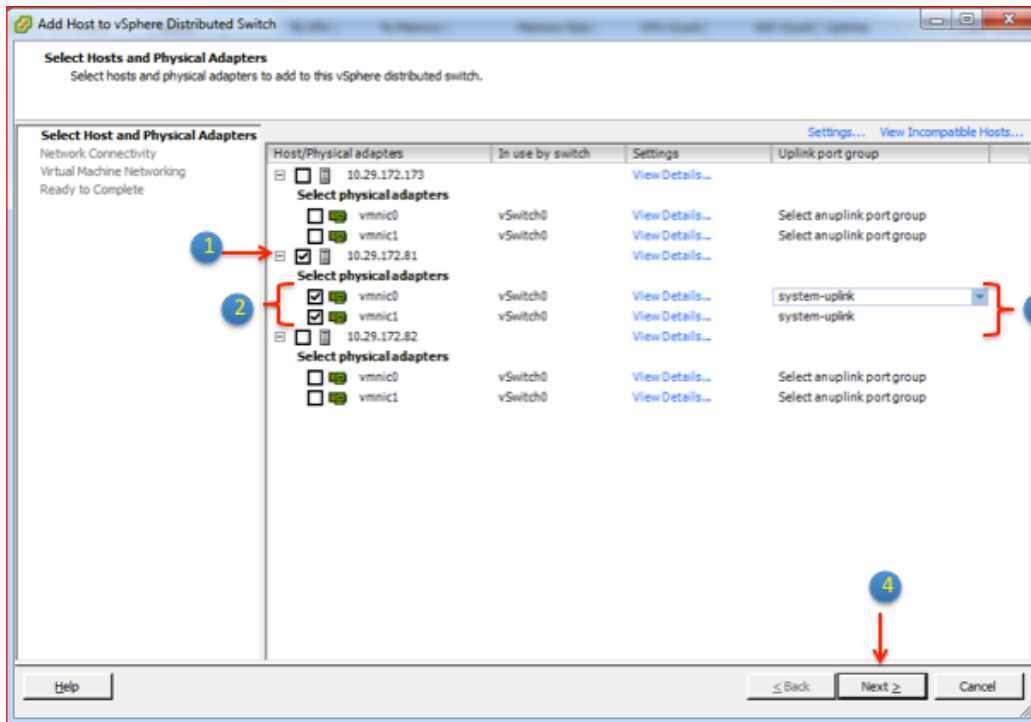 Add Host to vSphere Distributed Switch
Select Hosts and Physical Adapters
Select hosts and physical adapters to add to this vSphere distributed switch.
Select Host and Physical Adapters
Network Connectivity
Virtual Machine Networking
Ready to Complete
Settings... View Incompatible Hosts...
Host/Physical adapters In use by switch Settings Uplink port group
10.29.172.173 View Details...
Select physical adapters
vmnic0 vSwitch0 View Details... Select an uplink port group
vmnic1 vSwitch0 View Details... Select an uplink port group
1 10.29.172.81 View Details...
Select physical adapters
2
vmnic0 vSwitch0 View Details... system-uplink
vmnic1 vSwitch0 View Details... system-uplink
10.29.172.82 View Details...
Select physical adapters
vmnic0 vSwitch0 View Details... Select an uplink port group
vmnic1 vSwitch0 View Details... Select an uplink port group
4
Help < Back Next > Cancel